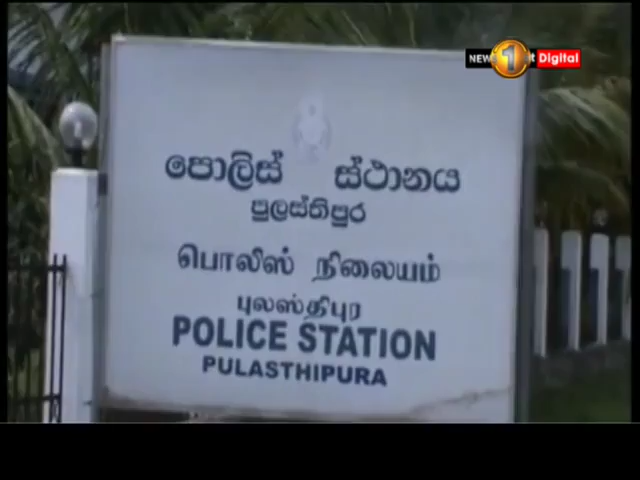 NEWS 1st Digital
පොලිස් ස්ථානය
පුලස්තිපුර
பொலிஸ் நிலையம்
புலஸ்திபுர
POLICE STATION
PULASTHIPURA